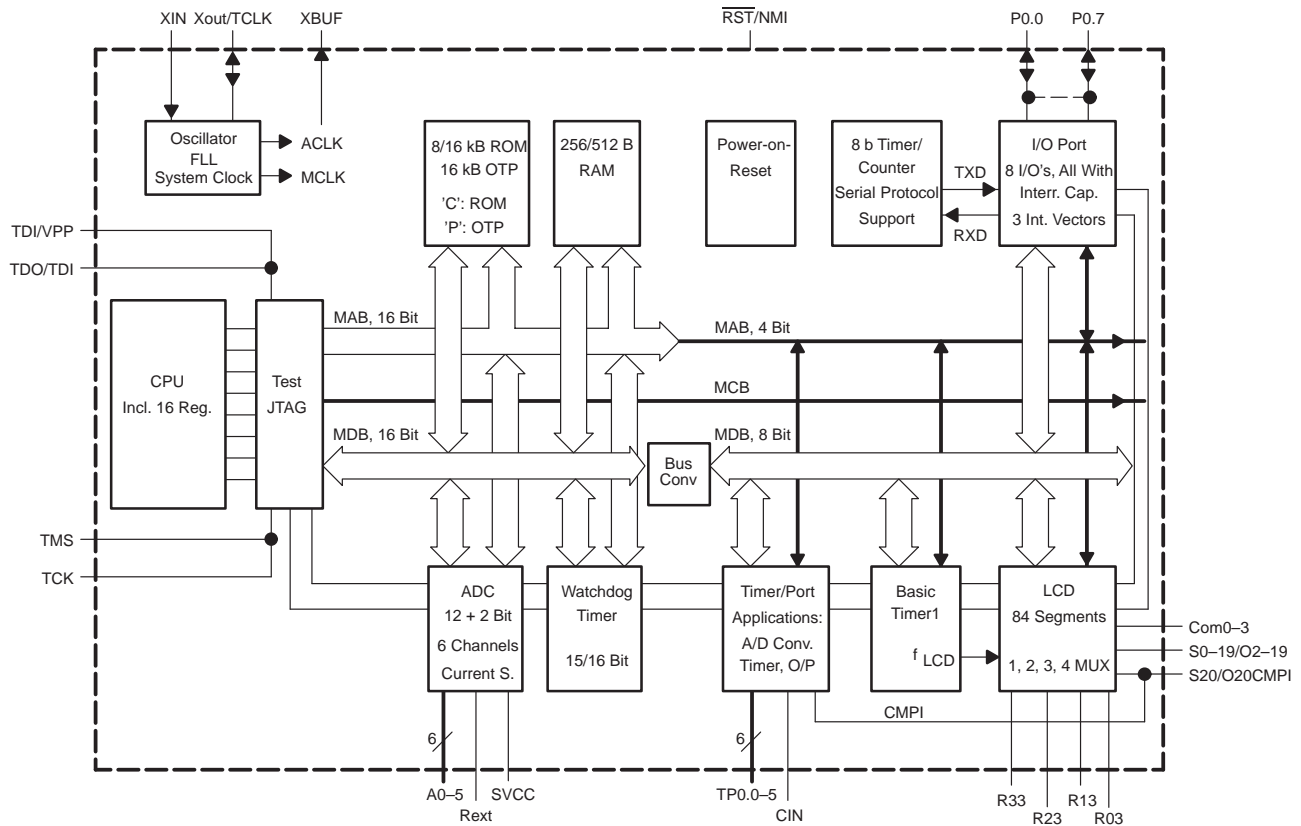 XIN Xout/TCLK XBUF RST/NMI P0.0 P0.7
Oscillator
FLL
System Clock
ACLK
MCLK
8/16 kB ROM
16 kB OTP
'C': ROM
'P': OTP
256/512 B
RAM
Power-on-
Reset
8 b Timer/
Counter
Serial Protocol
Support
TXD
RXD
I/O Port
8 I/O's, All With
Interr. Cap.
3 Int. Vectors
TDI/VPP
TDO/TDI
MAB, 16 Bit
MAB, 4 Bit
CPU
Incl. 16 Reg.
Test
JTAG
MCB
MDB, 16 Bit
MDB, 8 Bit
Bus
Conv
TMS
TCK
ADC
12 + 2 Bit
6 Channels
Current S.
Watchdog
Timer
15/16 Bit
Timer/Port
Applications:
A/D Conv.
Timer, O/P
Basic
Timer1
f LCD
LCD
84 Segments
1, 2, 3, 4 MUX
Com0–3
S0–19/O2–19
S20/O20CMPI
CMPI
6
6
A0–5
Rext
SVCC
TP0.0–5
CIN
R33
R23
R13
R03